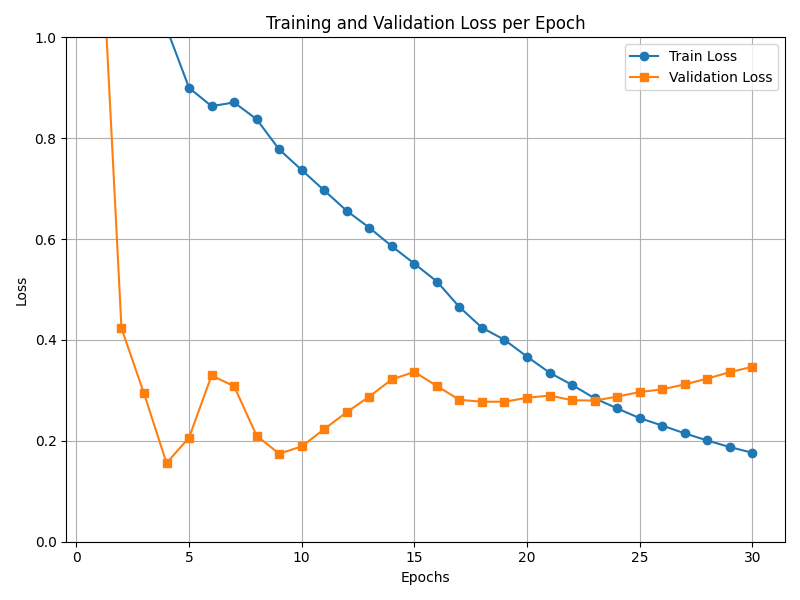 Training and Validation Loss per Epoch
Train Loss
Validation Loss
1.0
0.8
0.6
0.4
0.2
0.0
Loss
0 5 10 15 20 25 30
Epochs